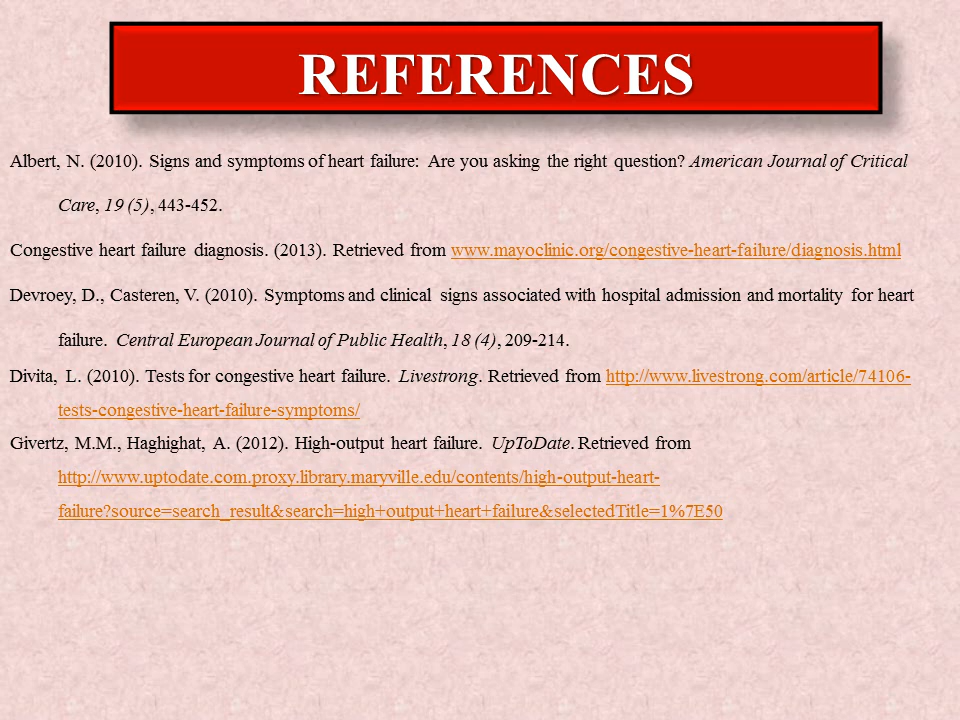 REFERENCES
Albert, N. (2010). Signs and symptoms of heart failure: Are you asking the right question? American Journal of Critical
Care, 19 (5), 443-452.
Congestive heart failure diagnosis. (2013). Retrieved from www.mayoclinic.org/congestive-heart-failure/diagnosis.html
Devroey, D., Casteren, V. (2010). Symptoms and clinical signs associated with hospital admission and mortality for heart
failure. Central European Journal of Public Health, 18 (4), 209-214.
Divita, L. (2010). Tests for congestive heart failure. Livestrong. Retrieved from http://www.livestrong.com/article/74106-
tests-congestive-heart-failure-symptoms/
Givertz, M.M., Haghighat, A. (2012). High-output heart failure. UpToDate. Retrieved from
http://www.uptodate.com.proxy.library.maryville.edu/contents/high-output-heart-
failure?source=search_result&search=high+output+heart+failure&selectedTitle=1%7E50